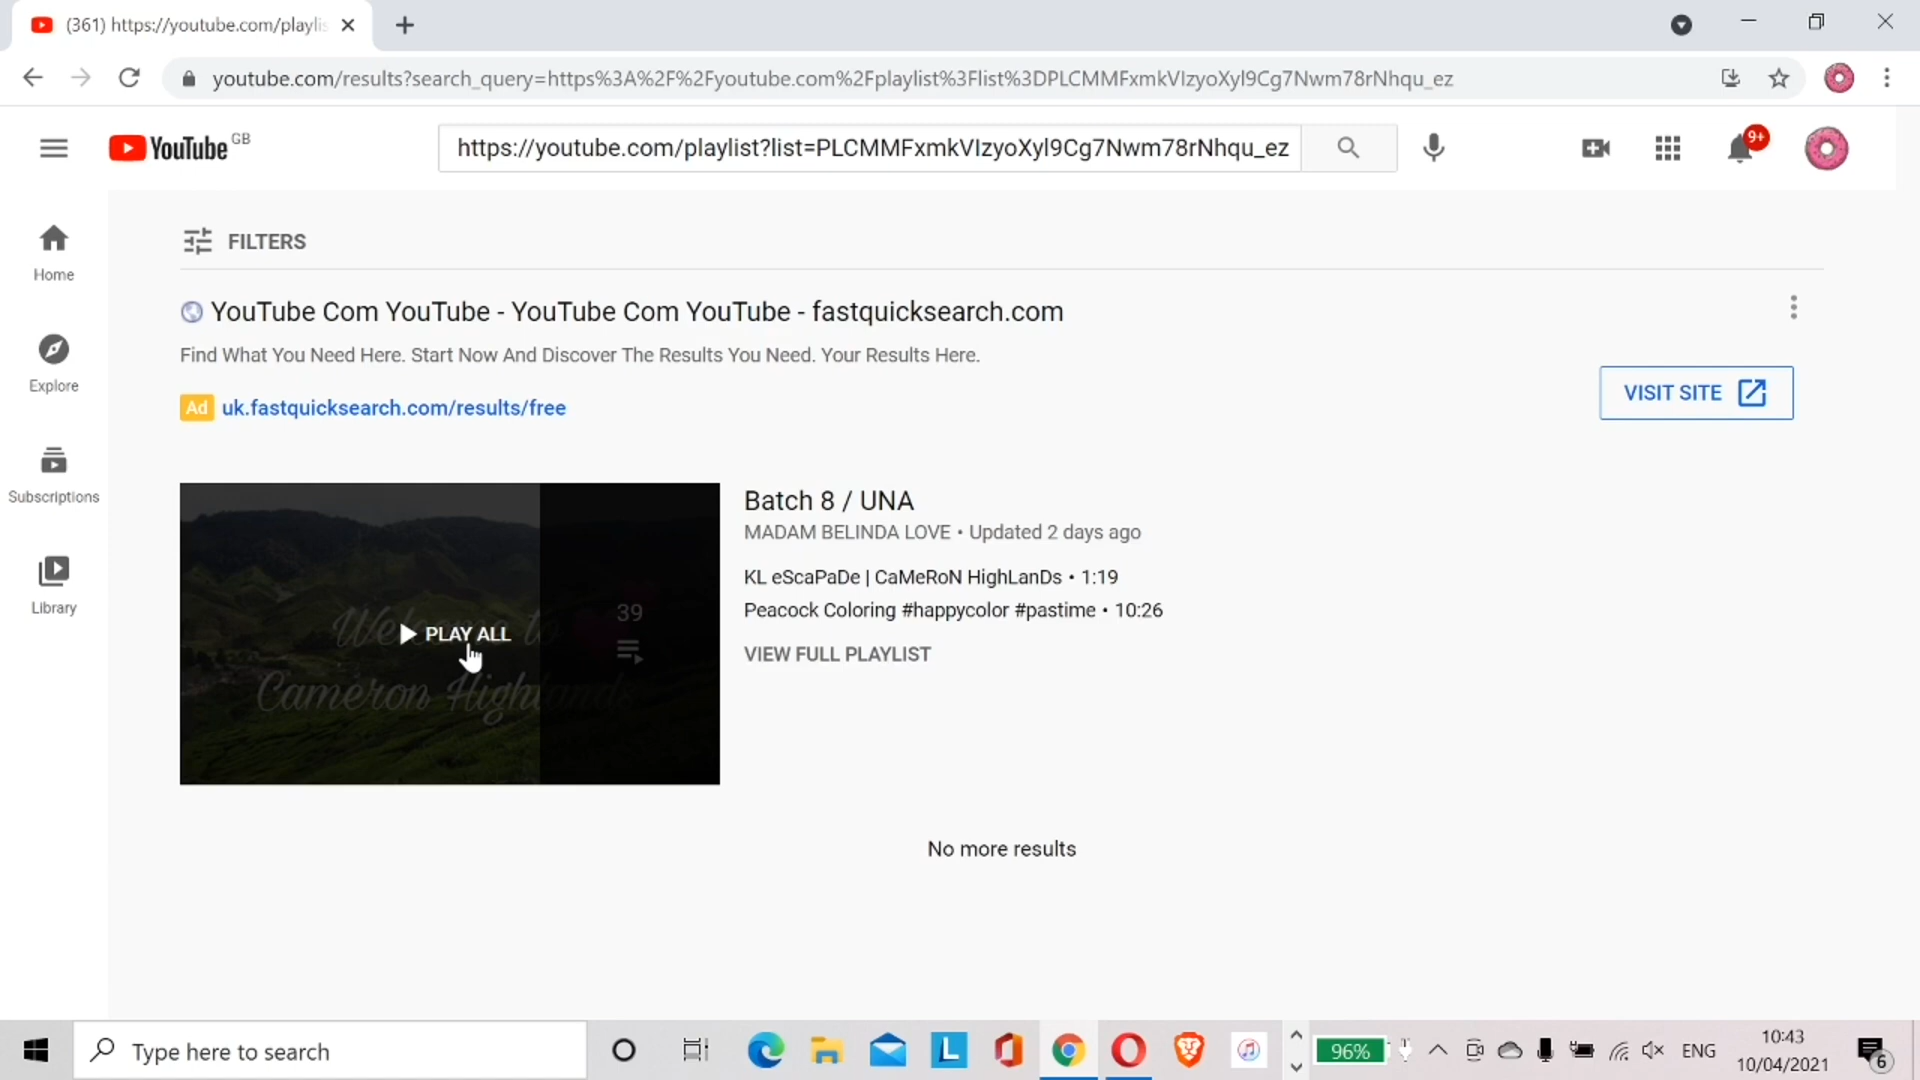 (361) https://youtube.com/playli
youtube.com/results?search_query=https%3A%2F%2Fyoutube.com%2Fplaylist%3Flist%3DPLCMMFxmkVIzyoXyl9Cg7Nwm78rNhqu_ez
YouTube GB
https://youtube.com/playlist?list=PLCMMFxmkVIzyoXyl9Cg7Nwm78rNhqu_ez
9+
FILTERS
Home
Explore
Subscriptions
Library
YouTube Com YouTube - YouTube Com YouTube - fastquicksearch.com
Find What You Need Here. Start Now And Discover The Results You Need. Your Results Here.
Ad uk.fastquicksearch.com/results/free
VISIT SITE
Welcome to
Cameron Highlands
39
PLAY ALL
Batch 8 / UNA
MADAM BELINDA LOVE • Updated 2 days ago
KL eScaPaDe | CaMeRoN HighLanDs • 1:19
Peacock Coloring #happycolor #pastime • 10:26
VIEW FULL PLAYLIST
No more results
Type here to search
L
96%
ENG
10:43
10/04/2021
6